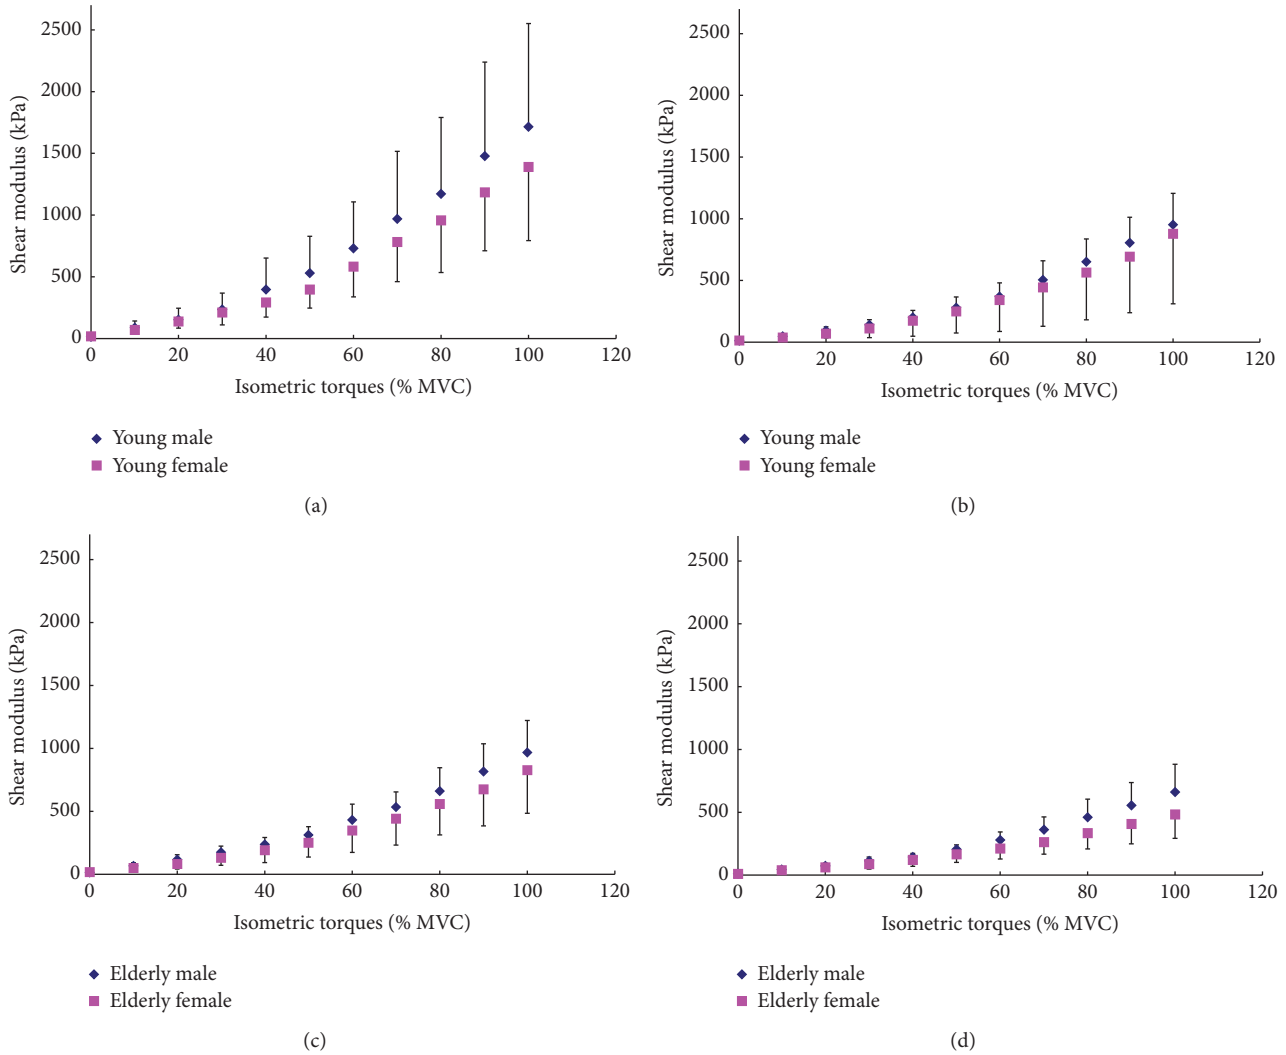 2500
2000
1500
1000
500
0
Shear modulus (kPa)
0 20 40 60 80 100 120
Isometric torques (% MVC)
Young male
Young female
(a)
2500
2000
1500
1000
500
0
Shear modulus (kPa)
0 20 40 60 80 100 120
Isometric torques (% MVC)
Young male
Young female
(b)
2500
2000
1500
1000
500
0
Shear modulus (kPa)
0 20 40 60 80 100 120
Isometric torques (% MVC)
Elderly male
Elderly female
(c)
2500
2000
1500
1000
500
0
Shear modulus (kPa)
0 20 40 60 80 100 120
Isometric torques (% MVC)
Elderly male
Elderly female
(d)